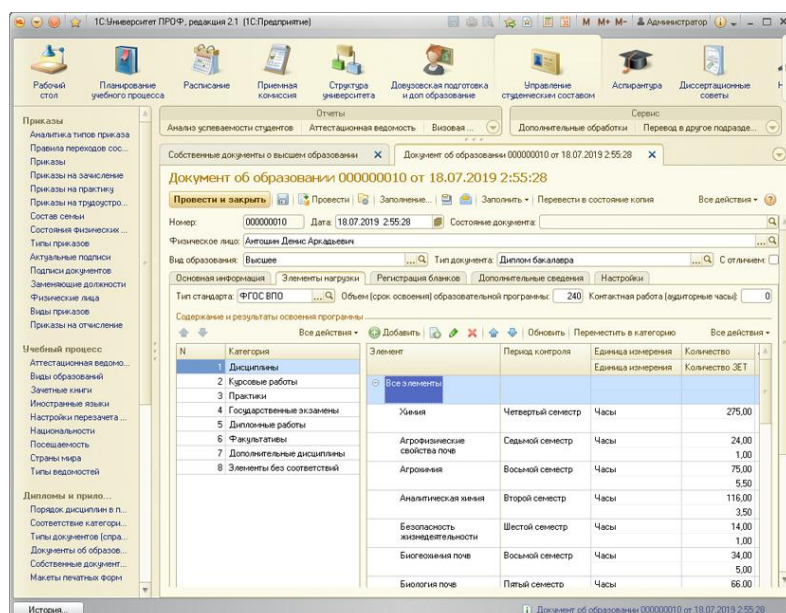 1С:Университет ПРОФ, редакция 2.1 (1С:Предприятие)
M M+ M- Администратор
Рабочий стол
Планирование учебного процесса
Расписание
Приемная комиссия
Структура университета
Довузовская подготовка и доп образование
Управление студенческим составом
Аспирантура
Диссертационные советы
Н
Отчеты
Анализ успеваемости студентов Аттестационная ведомость Визовая ...
Сервис
Дополнительные обработки Перевод в другое подразде...
Приказы
Аналитика типов приказа
Правила переходов сос...
Приказы
Приказы на зачисление
Приказы на практику
Приказы на трудоустро...
Состав семьи
Состояния физических ...
Типы приказов
Актуальные подписи
Подписи документов
Заменяющие должности
Физические лица
Виды приказов
Приказы на отчисление
Учебный процесс
Аттестационная ведомо...
Виды образований
Зачетные книги
Иностранные языки
Настройки перезачета ...
Национальности
Посещаемость
Страны мира
Типы ведомостей
Дипломы и прило...
Порядок дисциплин в п...
Соответствие категори...
Типы документов (спра...
Документы об образов...
Собственные документ...
Макеты печатных форм
Собственные документы о высшем образовании
Документ об образовании 000000010 от 18.07.2019 2:55:28
Документ об образовании 000000010 от 18.07.2019 2:55:28
Провести и закрыть Провести Заполнение... Заполнить Перевести в состояние копия Все действия
Номер: 000000010 Дата: 18.07.2019 2:55:28 Состояние документа:
Физическое лицо: Антошин Денис Аркадьевич
Вид образования: Высшее Тип документа: Диплом бакалавра С отличием:
Основная информация Элементы нагрузки Регистрация бланков Дополнительные сведения Настройки
Тип стандарта: ФГОС ВПО Объем (срок освоения) образовательной программы: 240 Контактная работа (аудиторные часы): 0
Содержание и результаты освоения программы
Все действия Добавить Обновить Переместить в категорию Все действия
N Категория
1 Дисциплины
2 Курсовые работы
3 Практики
4 Государственные экзамены
5 Дипломные работы
6 Факультативы
7 Дополнительные дисциплины
8 Элементы без соответствий
Элемент Период контроля Единица измерения Количество
Единица измерения Количество ЗЕТ
Все элементы
Химия Четвертый семестр Часы 275,00
Агрофизические свойства почв Седьмой семестр Часы 24,00
1,00
Агрохимия Восьмой семестр Часы 75,00
5,50
Аналитическая химия Второй семестр Часы 116,00
3,50
Безопасность жизнедеятельности Шестой семестр Часы 14,00
1,00
Биогеохимия почв Восьмой семестр Часы 34,00
5,00
Биология почв Пятый семестр Часы 66,00
История...
Документ об образовании 000000010 от 18.07.2019 2:55:28